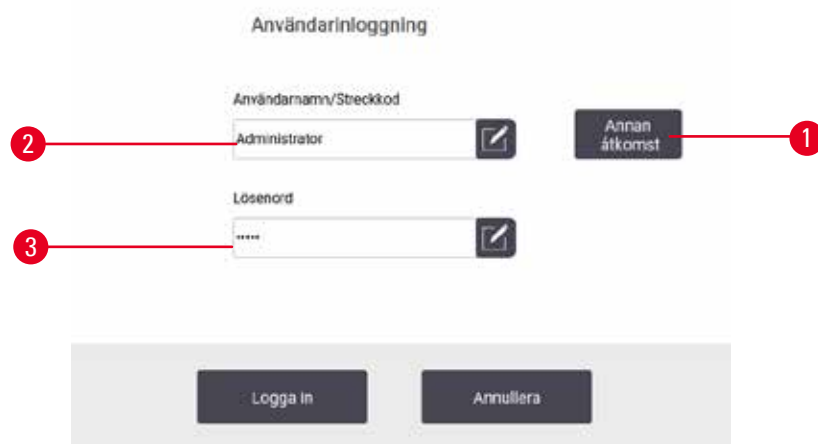 Användarinloggning
Användarnamn/Streckkod
2
Administrator
Annan
åtkomst
1
Lösenord
3
•••••
Logga in
Annullera